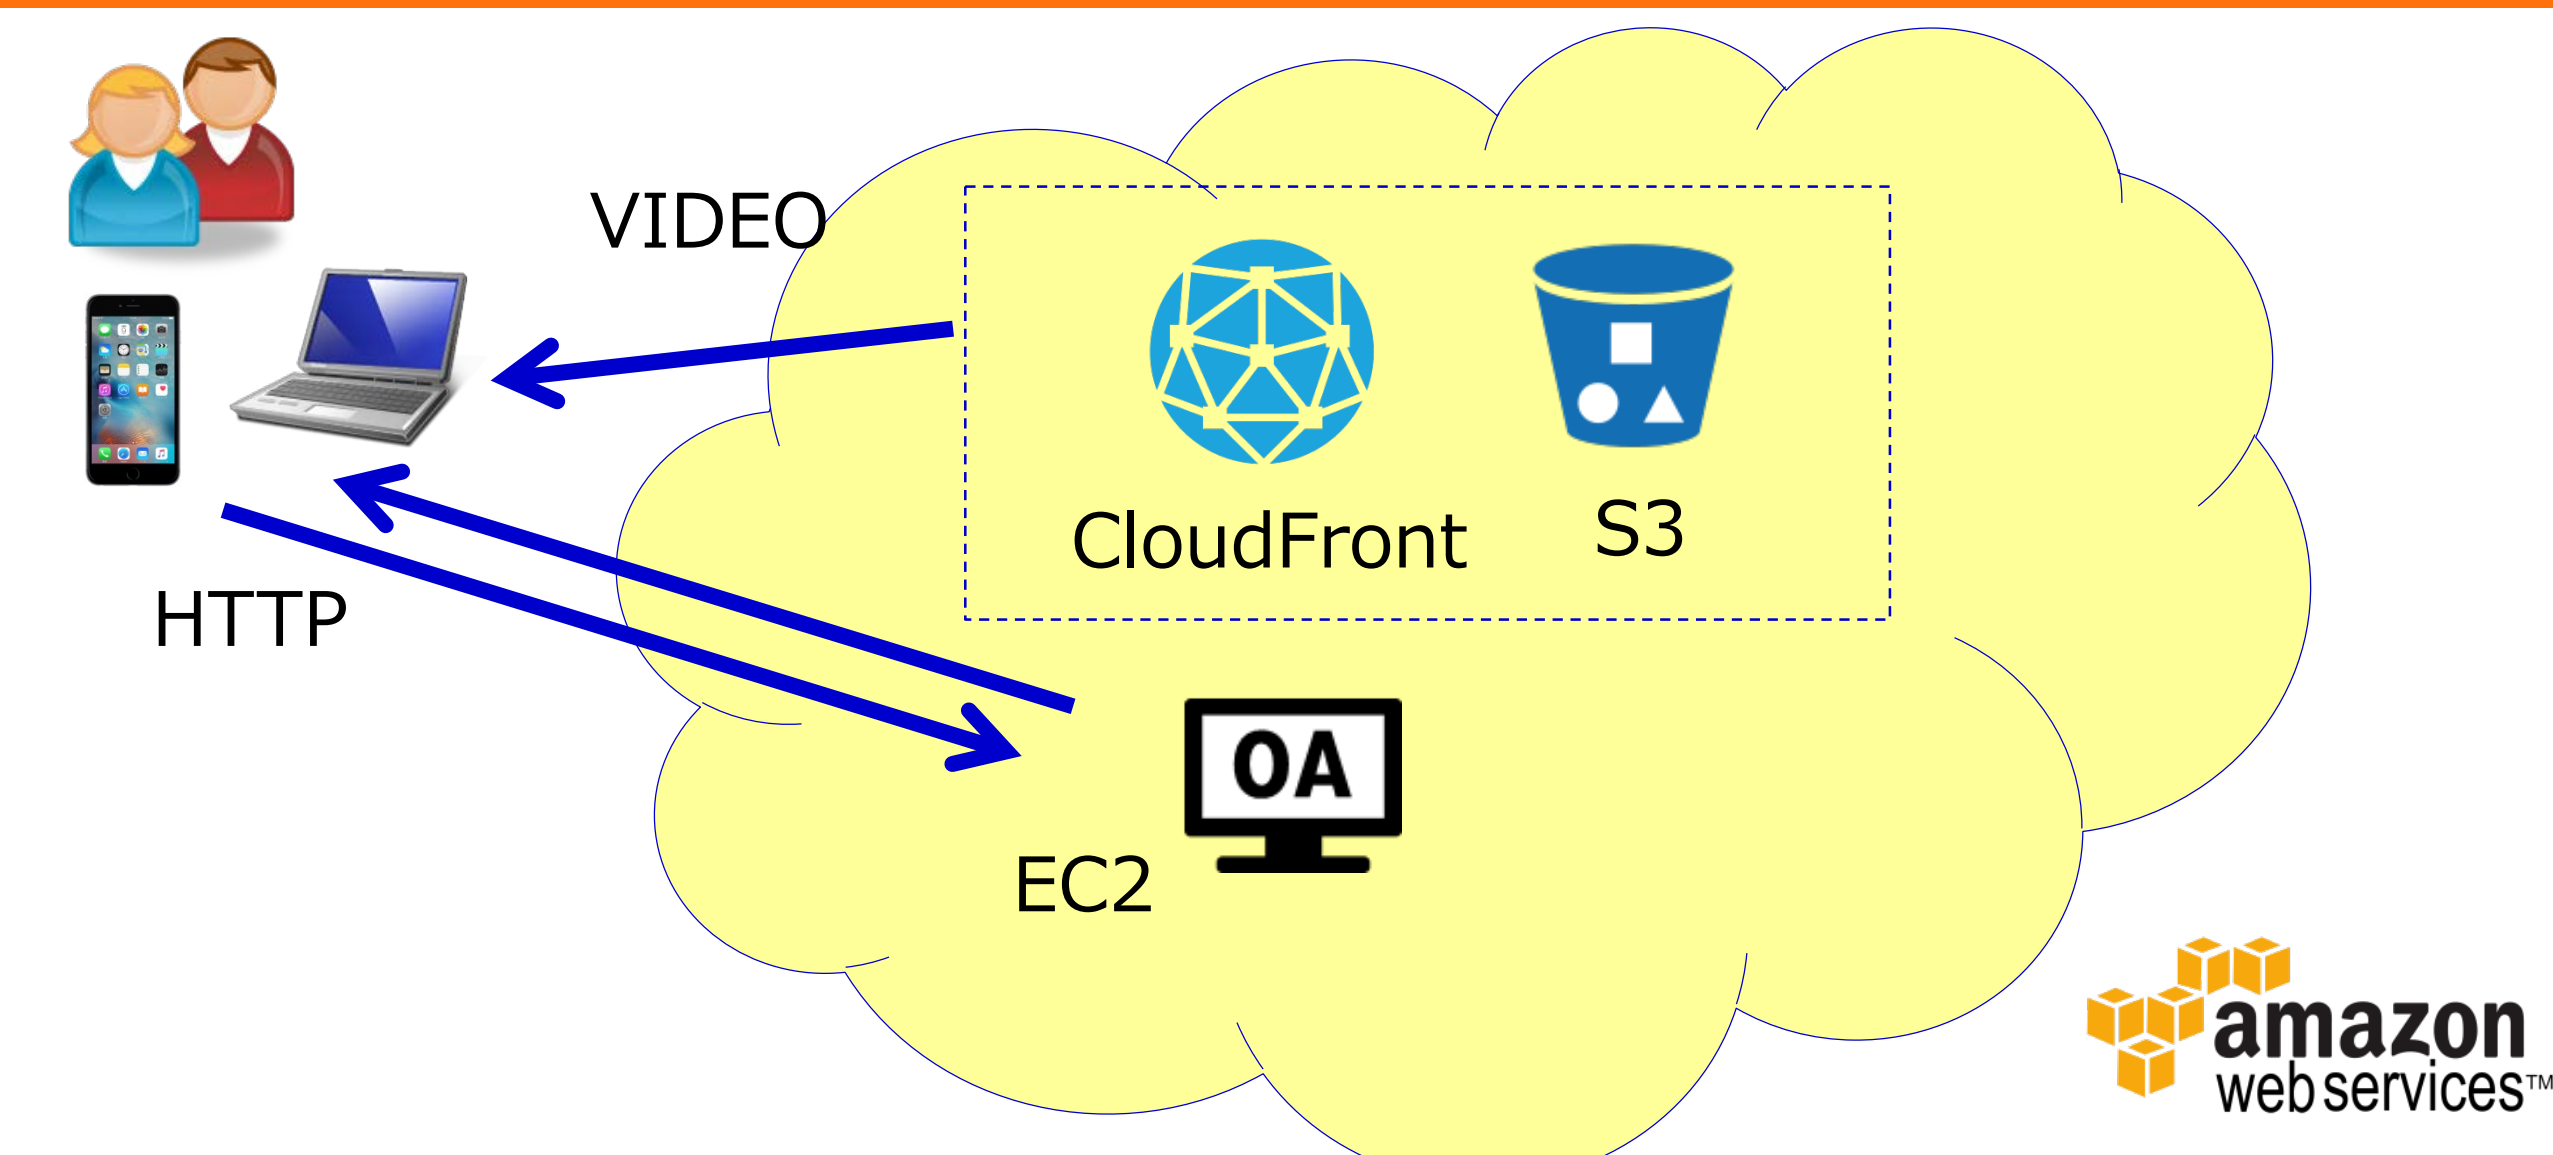 VIDEO
CloudFront
S3
HTTP
OA
EC2
amazon
web services™